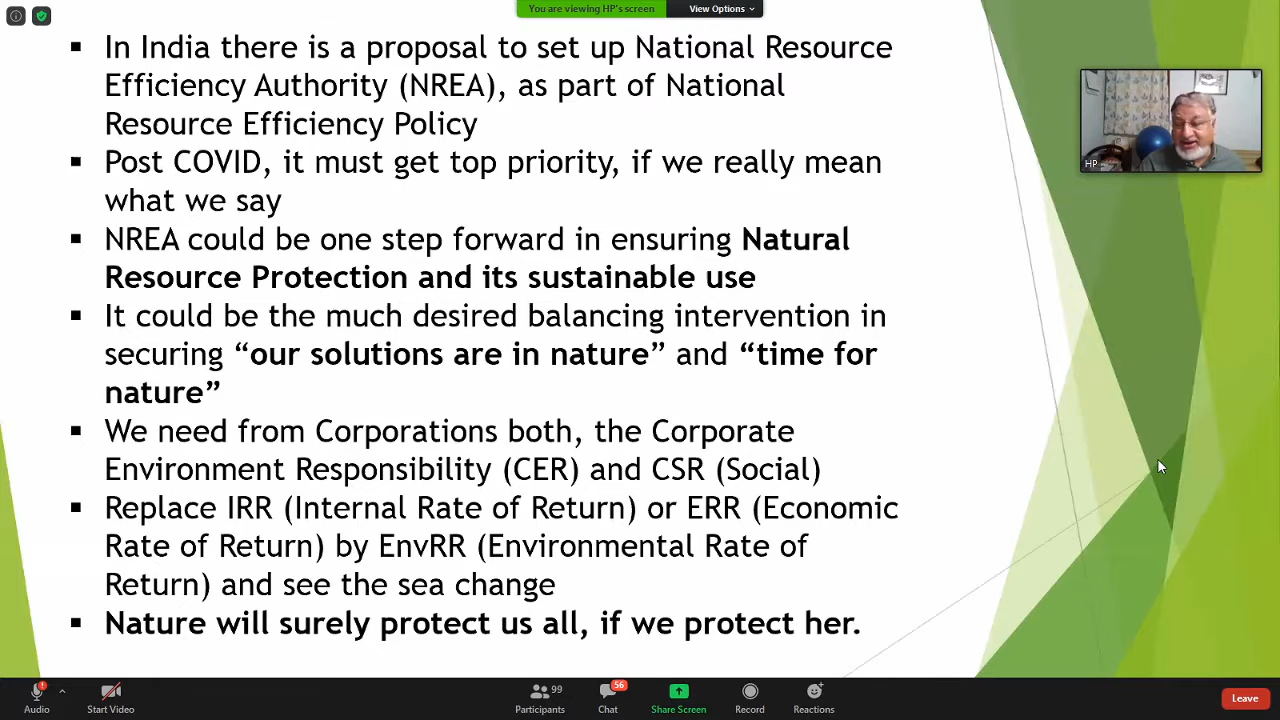 You are viewing HP's screen
View Options
▪ In India there is a proposal to set up National Resource
Efficiency Authority (NREA), as part of National
Resource Efficiency Policy
▪ Post COVID, it must get top priority, if we really mean
what we say
▪ NREA could be one step forward in ensuring Natural
Resource Protection and its sustainable use
▪ It could be the much desired balancing intervention in
securing “our solutions are in nature” and “time for
nature”
▪ We need from Corporations both, the Corporate
Environment Responsibility (CER) and CSR (Social)
▪ Replace IRR (Internal Rate of Return) or ERR (Economic
Rate of Return) by EnvRR (Environmental Rate of
Return) and see the sea change
▪ Nature will surely protect us all, if we protect her.
HP
Audio
Start Video
99
Participants
56
Chat
Share Screen
Record
Reactions
Leave